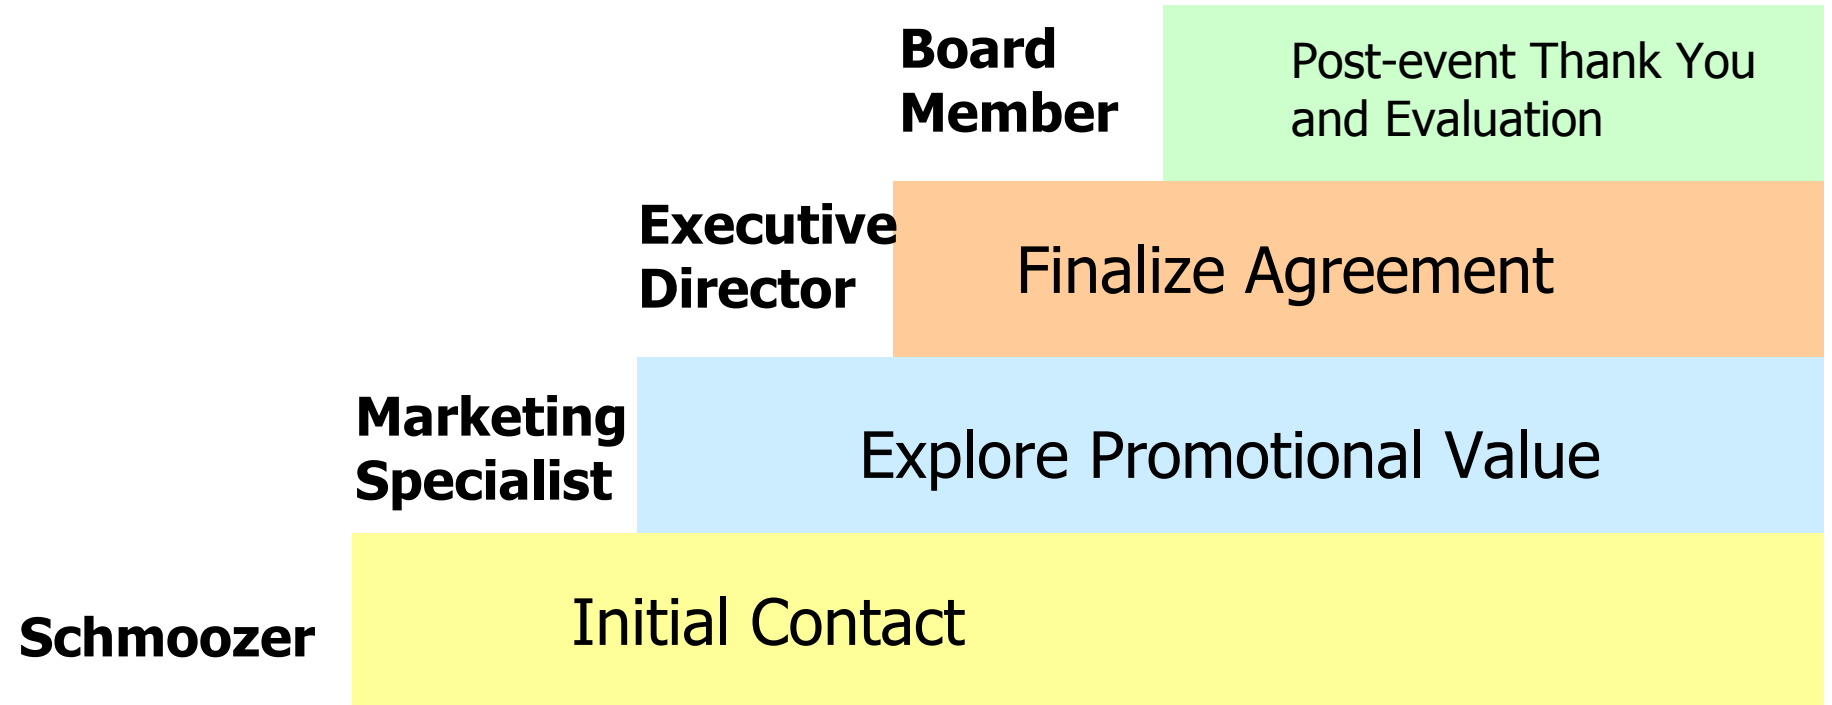 Board
Member
Post-event Thank You
and Evaluation
Executive
Director
Finalize Agreement
Marketing
Specialist
Explore Promotional Value
Schmoozer
Initial Contact